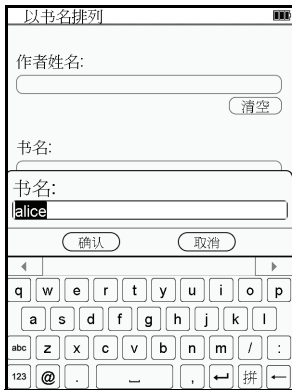 以书名排列
作者姓名:
清空
书名:
书名:
alice
确认 取消
q w e r t y u i o p
a s d f g h j k l
abc z x c v b n m / :
123 @ . , 拼